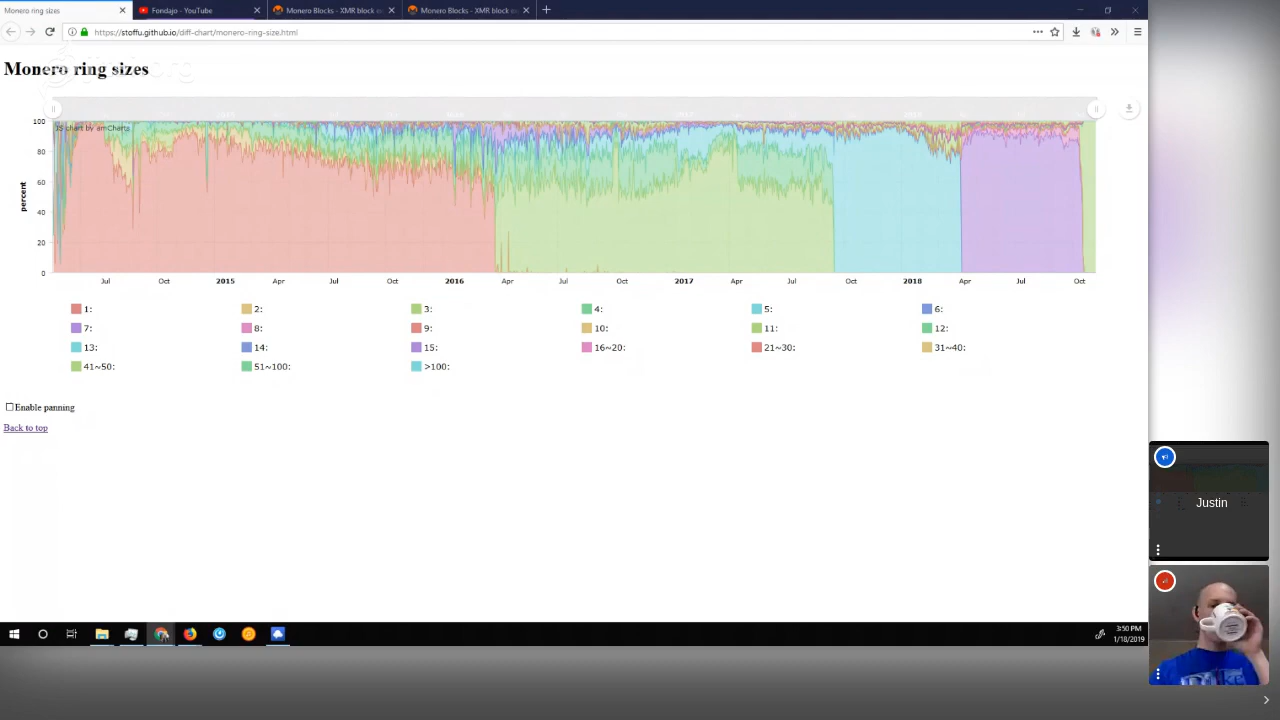 Monero ring sizes
Fondajo - YouTube
Monero Blocks - XMR block ex
Monero Blocks - XMR block ex
https://stoffu.github.io/diff-chart/monero-ring-size.html
Monero ring sizes
JS chart by amCharts
percent
100
80
60
40
20
0
Jul Oct 2015 Apr Jul Oct 2016 Apr Jul Oct 2017 Apr Jul Oct 2018 Apr Jul Oct
1: 2: 3: 4: 5: 6:
7: 8: 9: 10: 11: 12:
13: 14: 15: 16~20: 21~30: 31~40:
41~50: 51~100: >100:
Enable panning
Back to top
Justin
3:50 PM
1/18/2019